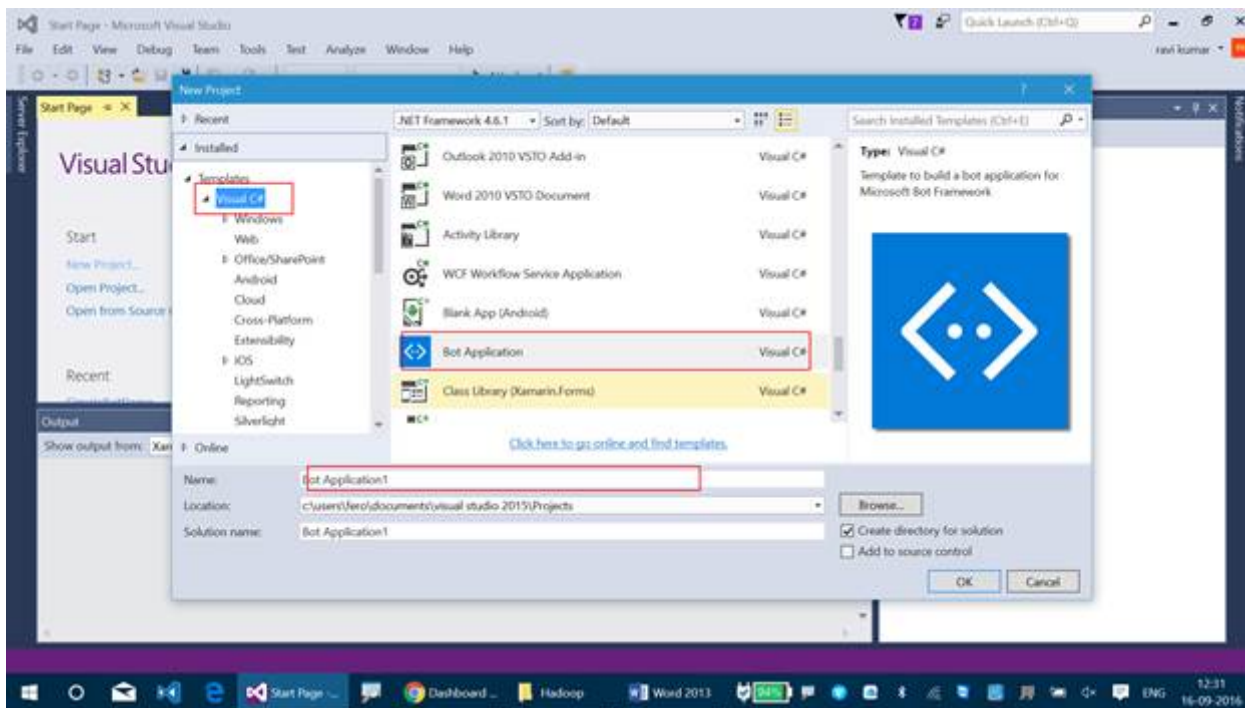 Start Page - Microsoft Visual Studio
7
Quick Launch (Ctrl+Q)
File Edit View Debug Team Tools Test Analyze Window Help
ravi kumar
New Project
? ×
Server Explorer
Start Page
Notifications
Recent
.NET Framework 4.6.1
Sort by: Default
Search Installed Templates (Ctrl+E)
Installed
Visual Stu
Templates
Visual C#
Windows
Web
Office/SharePoint
Android
Cloud
Cross-Platform
Extensibility
iOS
LightSwitch
Reporting
Silverlight
Online
Start
New Project...
Open Project...
Open from Source
Recent
Output
Show output from: Xam
Outlook 2010 VSTO Add-in Visual C#
Word 2010 VSTO Document Visual C#
Activity Library Visual C#
WCF Workflow Service Application Visual C#
Blank App (Android) Visual C#
Bot Application Visual C#
Class Library (Xamarin.Forms) Visual C#
Click here to go online and find templates.
Type: Visual C#
Template to build a bot application for
Microsoft Bot Framework
Name: Bot Application1
Location: c:\users\fero\documents\visual studio 2015\Projects
Browse...
Solution name: Bot Application1
Create directory for solution
Add to source control
OK Cancel
Start Page -...
Dashboard ...
Hadoop
Word 2013
94%
ENG
12:31
16-09-2016